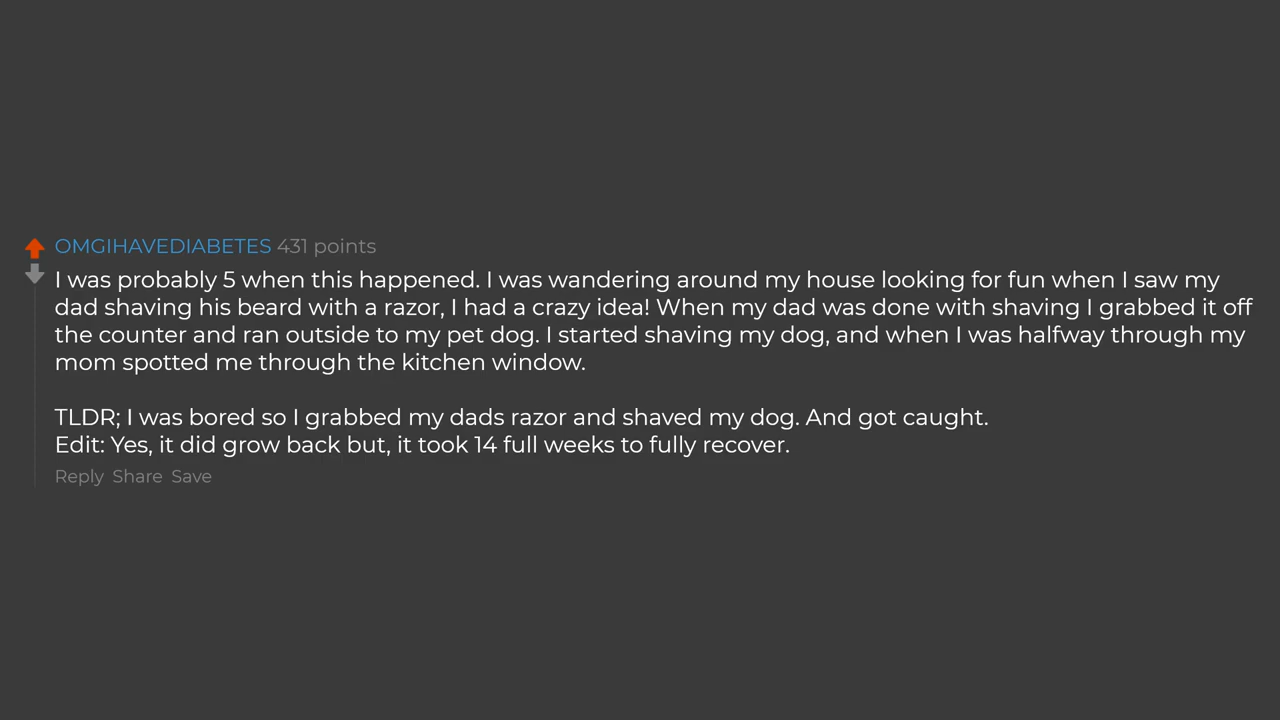 OMGIHAVEDIABETES 431 points
I was probably 5 when this happened. I was wandering around my house looking for fun when I saw my
dad shaving his beard with a razor, I had a crazy idea! When my dad was done with shaving I grabbed it off
the counter and ran outside to my pet dog. I started shaving my dog, and when I was halfway through my
mom spotted me through the kitchen window.
TLDR; I was bored so I grabbed my dads razor and shaved my dog. And got caught.
Edit: Yes, it did grow back but, it took 14 full weeks to fully recover.
Reply Share Save